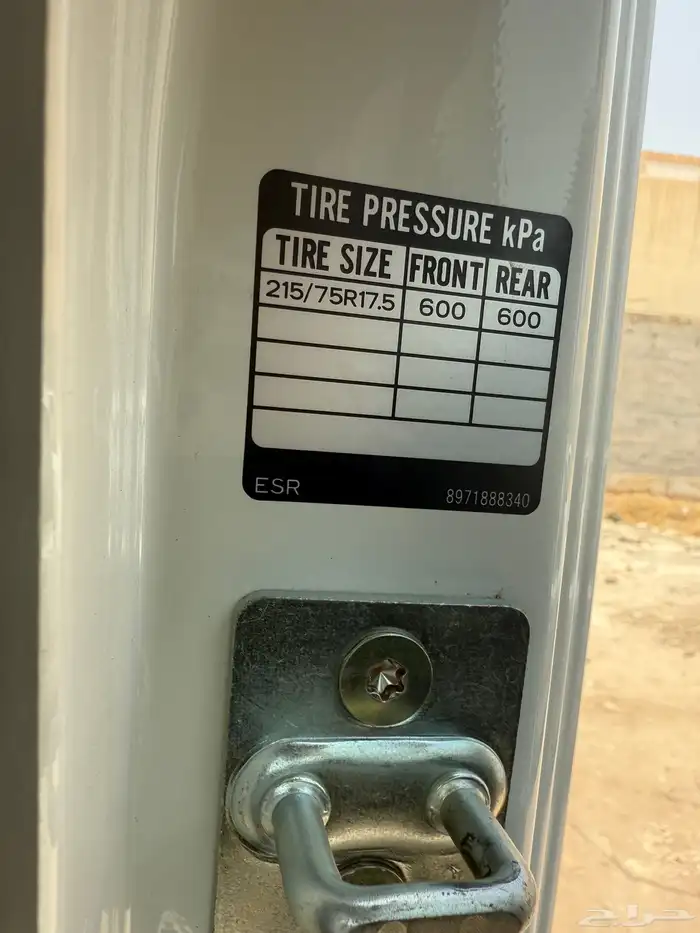 TIRE PRESSURE kPa
TIRE SIZE FRONT REAR
215/75R17.5 600 600
ESR 8971888340
حراج